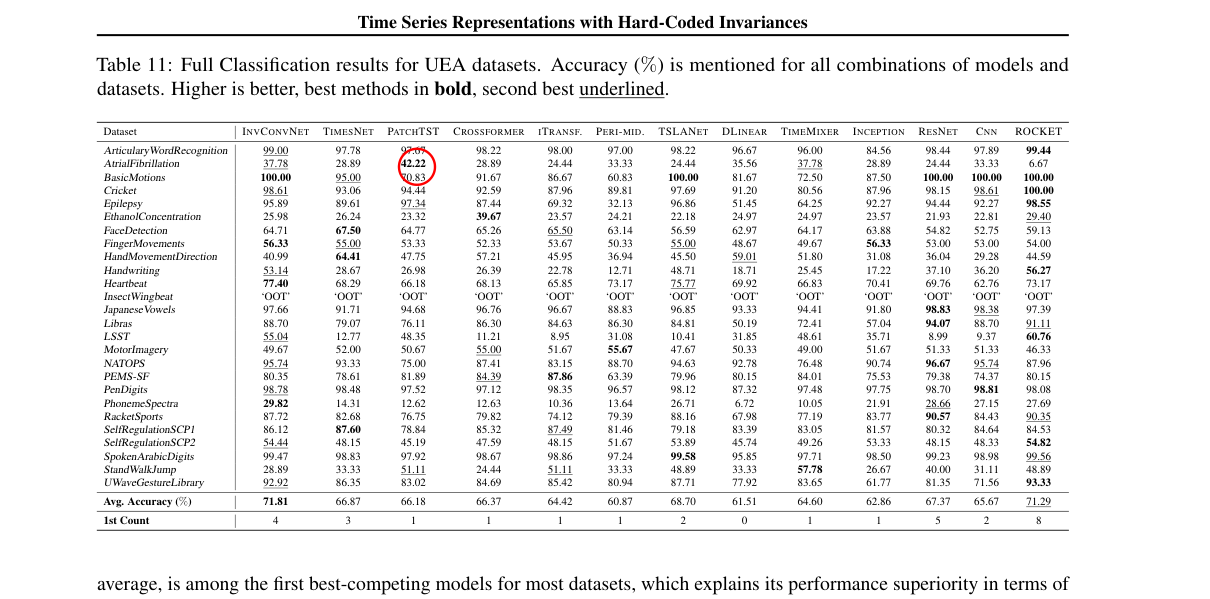 Time Series Representations with Hard-Coded Invariances
Table 11: Full Classification results for UEA datasets. Accuracy (%) is mentioned for all combinations of models and
datasets. Higher is better, best methods in bold, second best underlined.
Dataset INVCONVNET TIMESNET PATCHTST CROSSFORMER ITRANSF. PERI-MID. TSLANET DLINEAR TIMEMIXER INCEPTION RESNET CNN ROCKET
ArticularyWordRecognition 99.00 97.78 97.67 98.22 98.00 97.00 98.22 96.67 96.00 84.56 98.44 97.89 99.44
AtrialFibrillation 37.78 28.89 42.22 28.89 24.44 33.33 24.44 35.56 37.78 28.89 24.44 33.33 6.67
BasicMotions 100.00 95.00 70.83 91.67 86.67 60.83 100.00 81.67 72.50 87.50 100.00 100.00 100.00
Cricket 98.61 93.06 94.44 92.59 87.96 89.81 97.69 91.20 80.56 87.96 98.15 98.61 100.00
Epilepsy 95.89 89.61 97.34 87.44 69.32 32.13 96.86 51.45 64.25 92.27 94.44 92.27 98.55
EthanolConcentration 25.98 26.24 23.32 39.67 23.57 24.21 22.18 24.97 24.97 23.57 21.93 22.81 29.40
FaceDetection 64.71 67.50 64.77 65.26 65.50 63.14 56.59 62.97 64.17 63.88 54.82 52.75 59.13
FingerMovements 56.33 55.00 53.33 52.33 53.67 50.33 55.00 48.67 49.67 56.33 53.00 53.00 54.00
HandMovementDirection 40.99 64.41 47.75 57.21 45.95 36.94 45.50 59.01 51.80 31.08 36.04 29.28 44.59
Handwriting 53.14 28.67 26.98 26.39 22.78 12.71 48.71 18.71 25.45 17.22 37.10 36.20 56.27
Heartbeat 77.40 68.29 66.18 68.13 65.85 73.17 75.77 69.92 66.83 70.41 69.76 62.76 73.17
InsectWingbeat 'OOT' 'OOT' 'OOT' 'OOT' 'OOT' 'OOT' 'OOT' 'OOT' 'OOT' 'OOT' 'OOT' 'OOT' 'OOT'
JapaneseVowels 97.66 91.71 94.68 96.76 96.67 88.83 96.85 93.33 94.41 91.80 98.83 98.38 97.39
Libras 88.70 79.07 76.11 86.30 84.63 86.30 84.81 50.19 72.41 57.04 94.07 88.70 91.11
LSST 55.04 12.77 48.35 11.21 8.95 31.08 10.41 31.85 48.61 35.71 8.99 9.37 60.76
MotorImagery 49.67 52.00 50.67 55.00 51.67 55.67 47.67 50.33 49.00 51.67 51.33 51.33 46.33
NATOPS 95.74 93.33 75.00 87.41 83.15 88.70 94.63 92.78 76.48 90.74 96.67 95.74 87.96
PEMS-SF 80.35 78.61 81.89 84.39 87.86 63.39 79.96 80.15 84.01 75.53 79.38 74.37 80.15
PenDigits 98.78 98.48 97.52 97.12 98.35 96.57 98.12 87.32 97.48 97.75 98.70 98.81 98.08
PhonemeSpectra 29.82 14.31 12.62 12.63 10.36 13.64 26.71 6.72 10.05 21.91 28.66 27.15 27.69
RacketSports 87.72 82.68 76.75 79.82 74.12 79.39 88.16 67.98 77.19 83.77 90.57 84.43 90.35
SelfRegulationSCP1 86.12 87.60 78.84 85.32 87.49 81.46 79.18 83.39 83.05 81.57 80.32 84.64 84.53
SelfRegulationSCP2 54.44 48.15 45.19 47.59 48.15 51.67 53.89 45.74 49.26 53.33 48.15 48.33 54.82
SpokenArabicDigits 99.47 98.83 97.92 98.67 98.86 97.24 99.58 95.86 97.71 98.50 99.23 98.98 99.56
StandWalkJump 28.89 33.33 51.11 24.44 51.11 33.33 48.89 33.33 57.78 26.67 40.00 31.11 48.89
UWaveGestureLibrary 92.92 86.35 83.02 84.69 85.42 80.94 87.71 77.92 83.65 61.77 81.35 71.56 93.33
Avg. Accuracy (%) 71.81 66.87 66.18 66.37 64.42 60.87 68.70 61.51 64.60 62.86 67.37 65.67 71.29
1st Count 4 3 1 1 1 1 2 0 1 1 5 2 8
average, is among the first best-competing models for most datasets, which explains its performance superiority in terms of